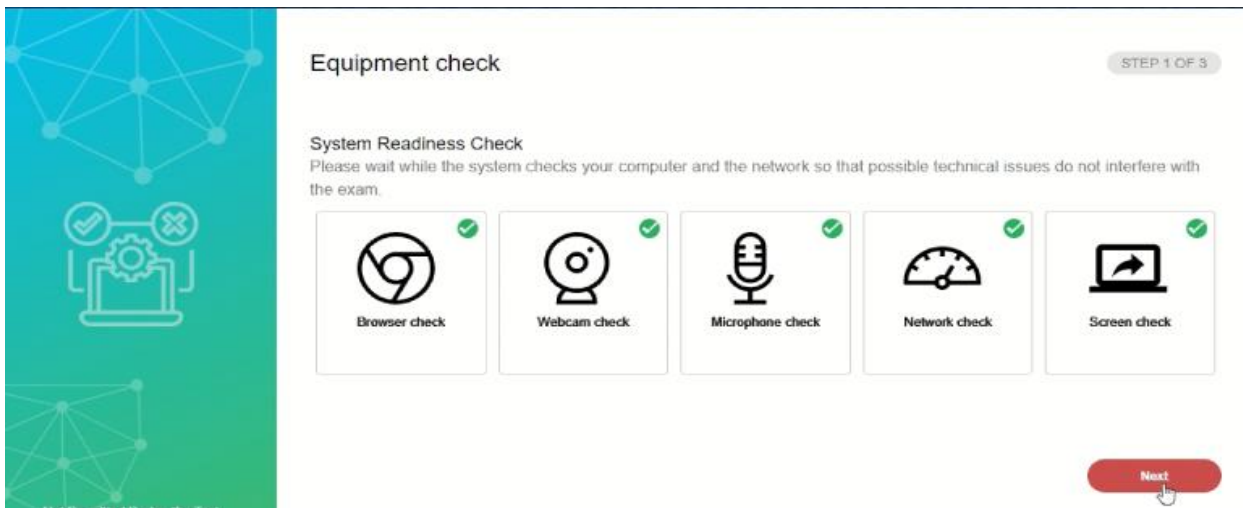 Equipment check
STEP 1 OF 3
System Readiness Check
Please wait while the system checks your computer and the network so that possible technical issues do not interfere with
the exam.
Browser check
Webcam check
Microphone check
Network check
Screen check
Next